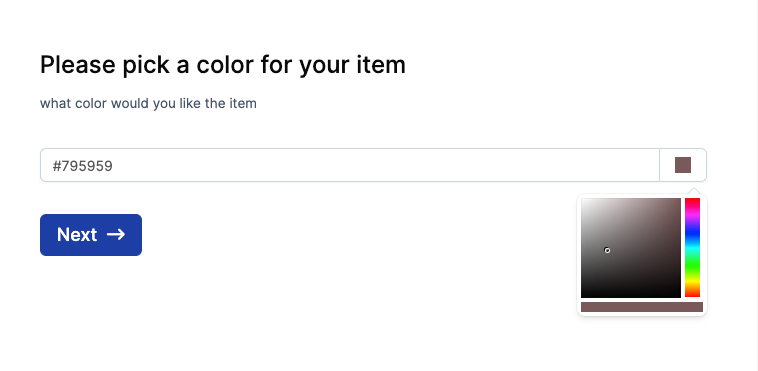 Please pick a color for your item
what color would you like the item
#795959
Next →